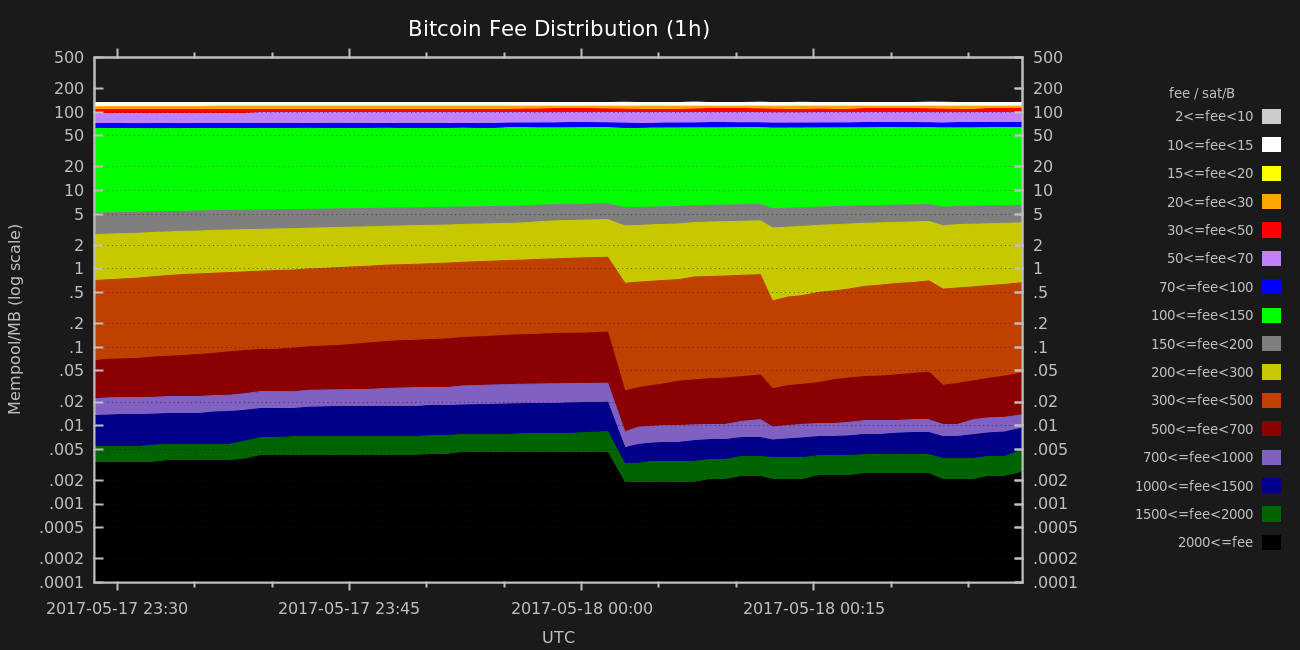 Bitcoin Fee Distribution (1h)
500
200
100
50
20
10
5
2
1
.5
.2
.1
.05
.02
.01
.005
.002
.001
.0005
.0002
.0001
Mempool/MB (log scale)
500
200
100
50
20
10
5
2
1
.5
.2
.1
.05
.02
.01
.005
.002
.001
.0005
.0002
.0001
2017-05-17 23:30 2017-05-17 23:45 2017-05-18 00:00 2017-05-18 00:15
UTC
fee / sat/B
2<=fee<10
10<=fee<15
15<=fee<20
20<=fee<30
30<=fee<50
50<=fee<70
70<=fee<100
100<=fee<150
150<=fee<200
200<=fee<300
300<=fee<500
500<=fee<700
700<=fee<1000
1000<=fee<1500
1500<=fee<2000
2000<=fee